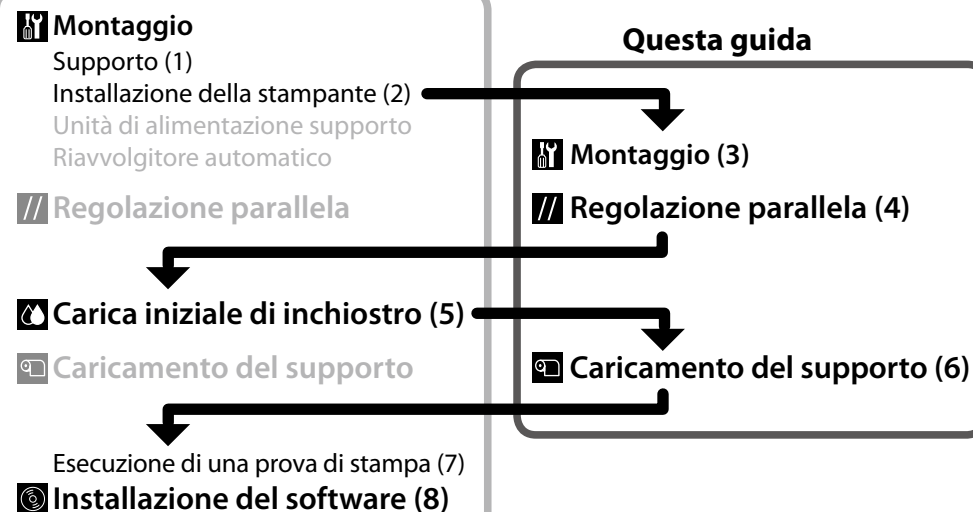 Montaggio
Supporto (1)
Installazione della stampante (2)
Unità di alimentazione supporto
Riavvolgitore automatico
Regolazione parallela
Carica iniziale di inchiostro (5)
Caricamento del supporto
Esecuzione di una prova di stampa (7)
Installazione del software (8)
Questa guida
Montaggio (3)
Regolazione parallela (4)
Caricamento del supporto (6)